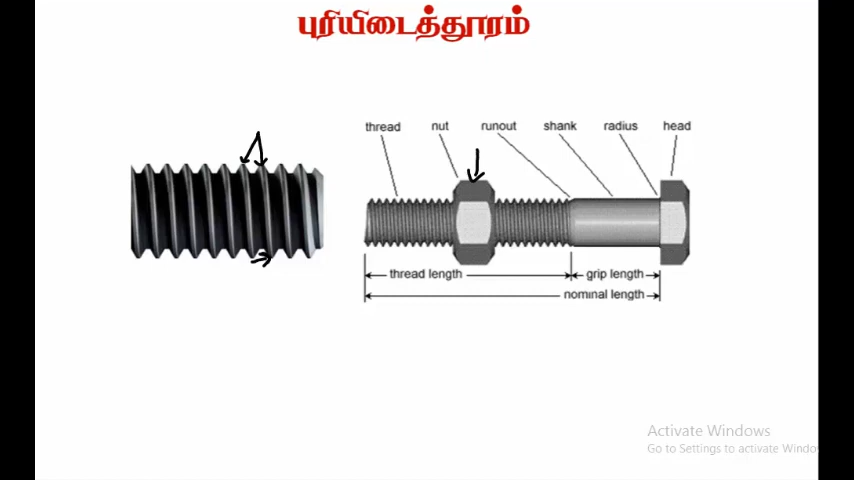 புரியிடைத்தூரம்
thread nut runout shank radius head
thread length grip length
nominal length
Activate Windows
Go to Settings to activate Windo